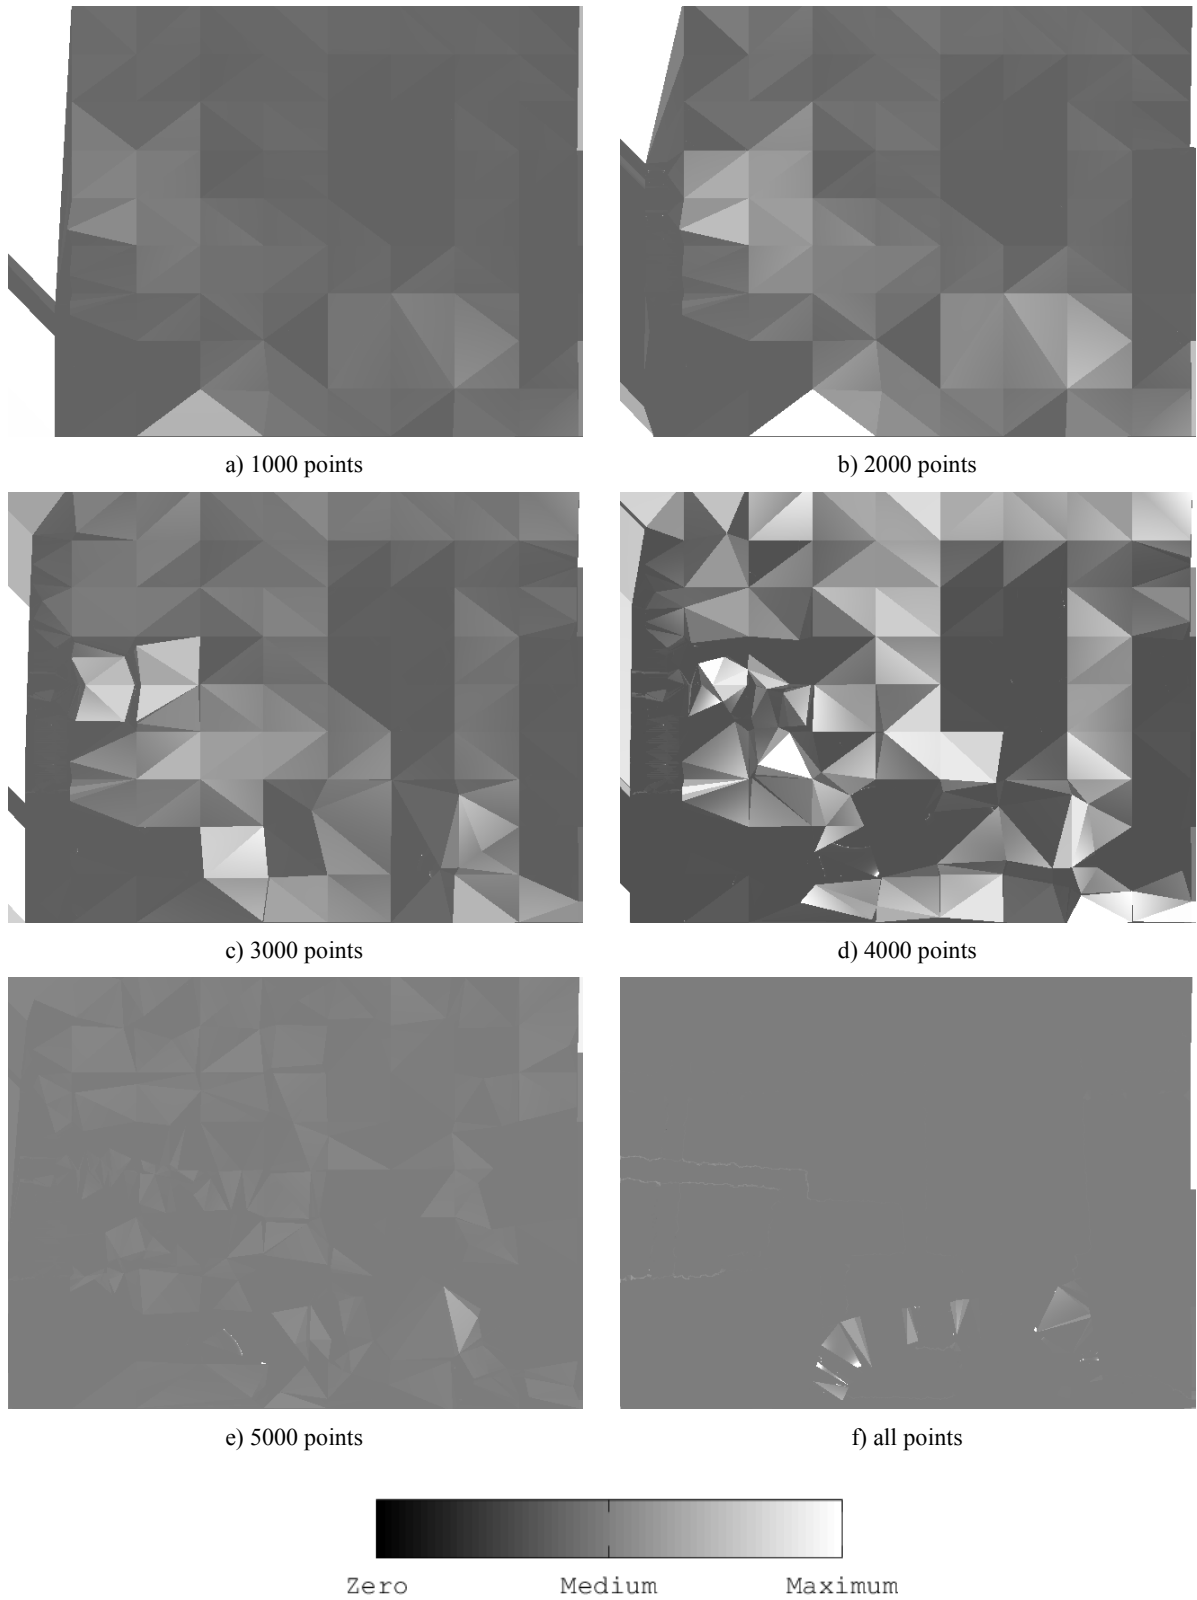 a) 1000 points
b) 2000 points
c) 3000 points
d) 4000 points
e) 5000 points
f) all points
Zero Medium Maximum